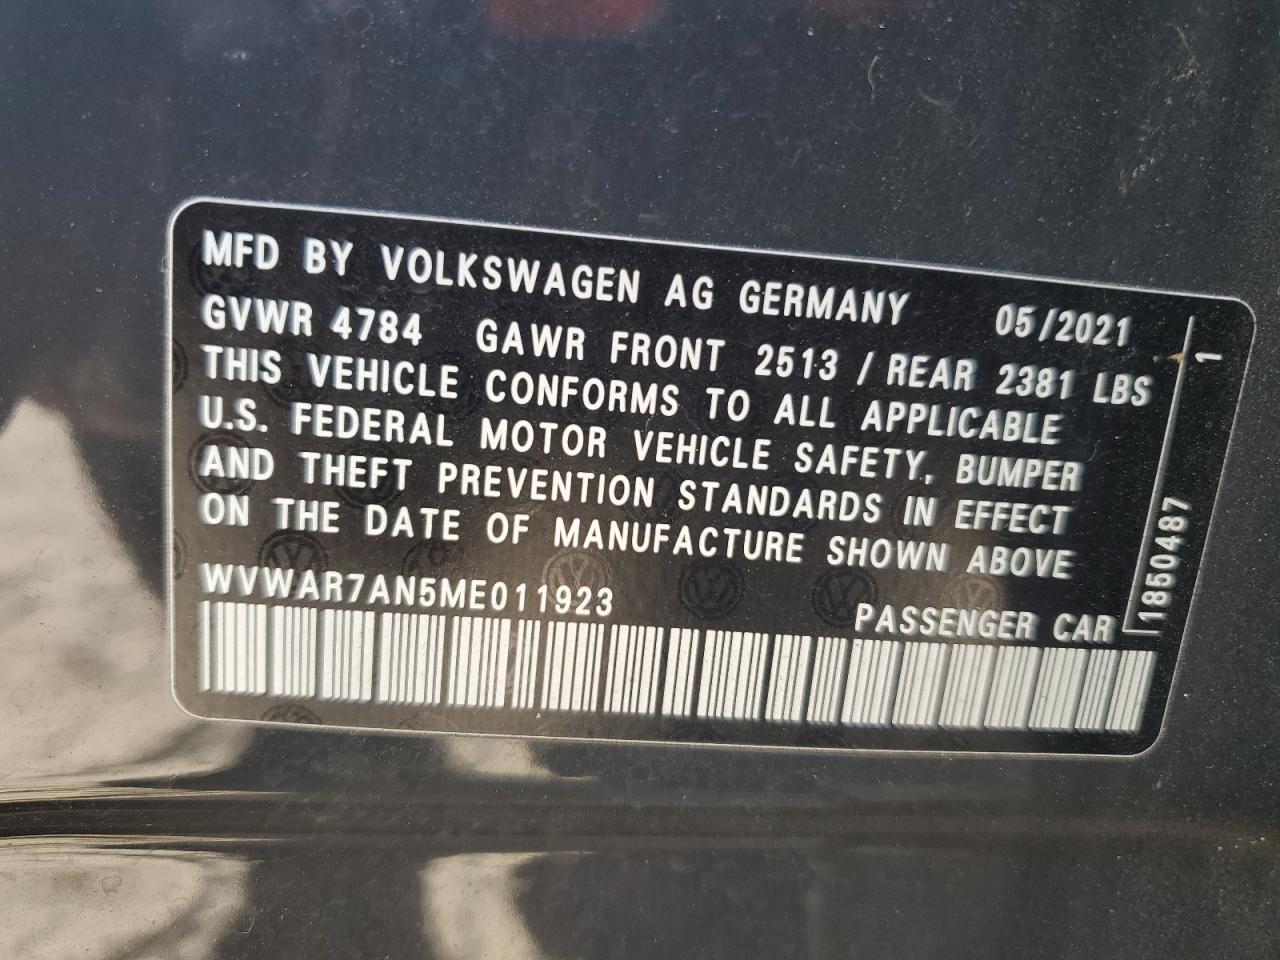 MFD BY VOLKSWAGEN AG GERMANY 05/2021
GVWR 4784 GAWR FRONT 2513 / REAR 2381 LBS
THIS VEHICLE CONFORMS TO ALL APPLICABLE
U.S. FEDERAL MOTOR VEHICLE SAFETY, BUMPER
AND THEFT PREVENTION STANDARDS IN EFFECT
ON THE DATE OF MANUFACTURE SHOWN ABOVE
WVWAR7AN5ME011923 PASSENGER CAR
1850487 1